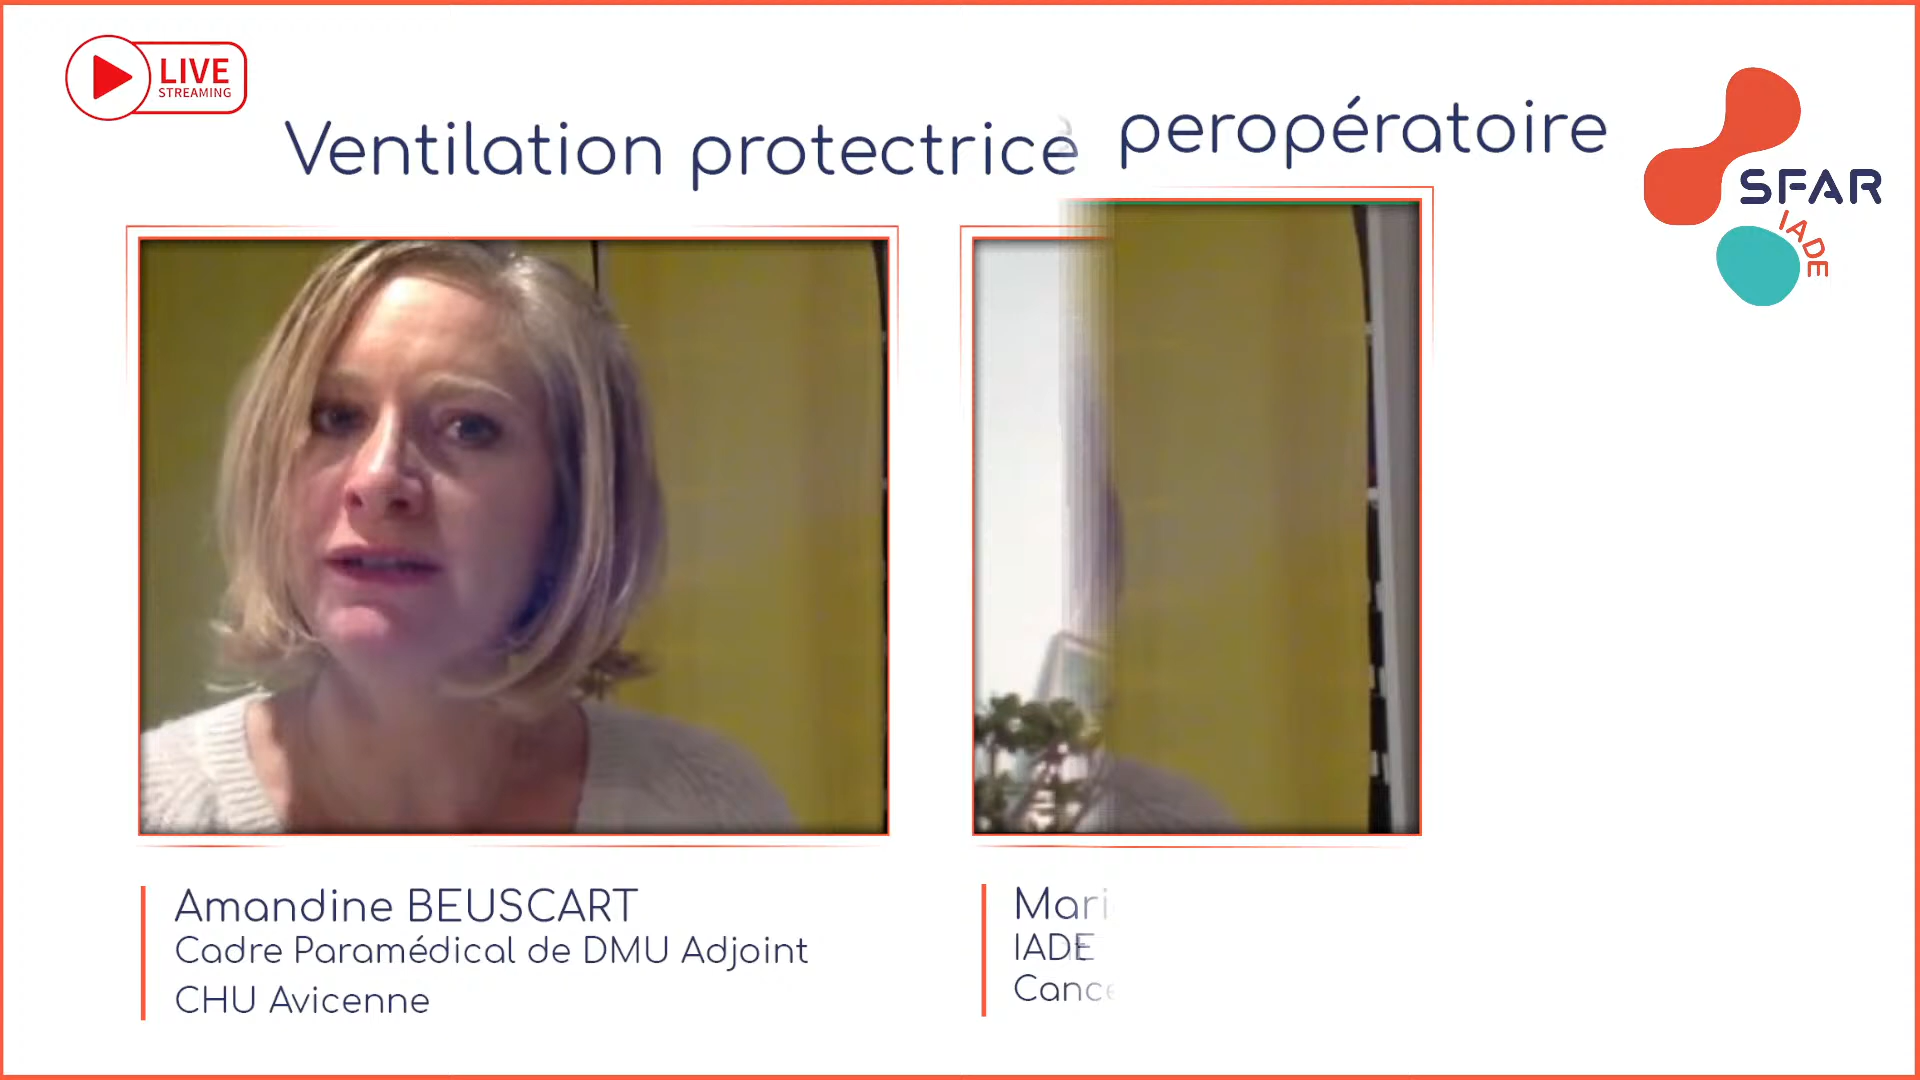 LIVE
STREAMING
Ventilation protectrice peropératoire
SFAR
IADE
Amandine BEUSCART
Cadre Paramédical de DMU Adjoint
CHU Avicenne
IADE